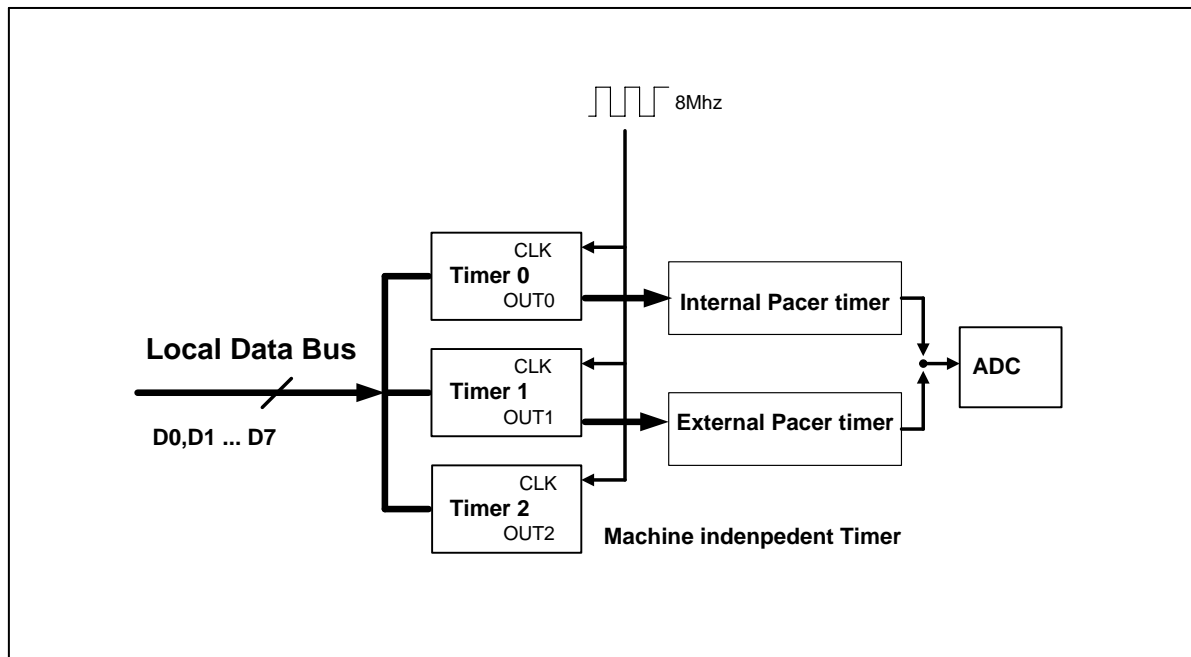 8Mhz
CLK
Timer 0
OUT0
Internal Pacer timer
Local Data Bus
D0,D1 ... D7
CLK
Timer 1
OUT1
External Pacer timer
ADC
CLK
Timer 2
OUT2
Machine indenpedent Timer